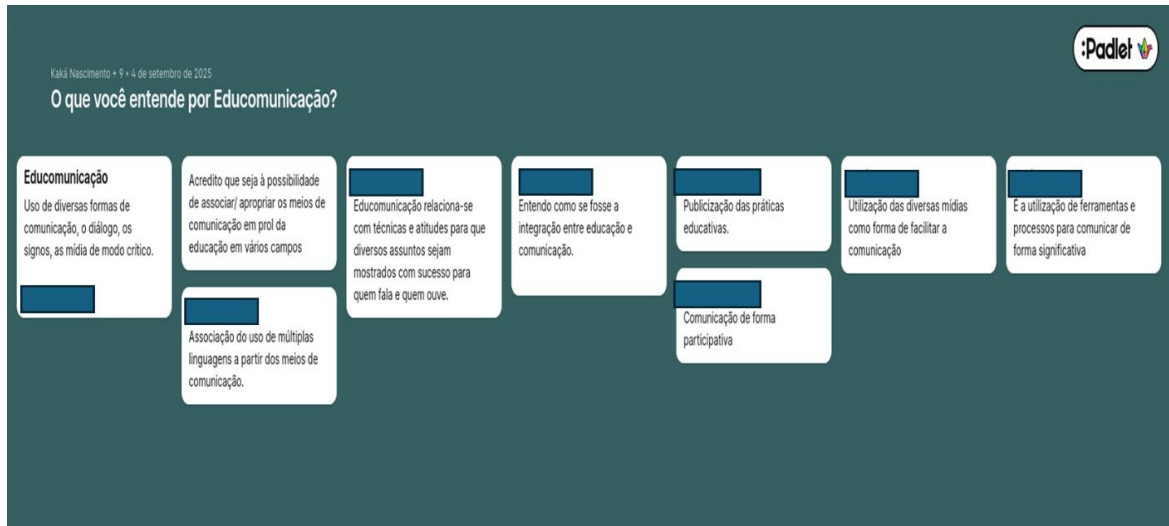 :Padlet
Kaká Nascimento + 9 • 4 de setembro de 2025
O que você entende por Educomunicação?
Educomunicação
Uso de diversas formas de
comunicação, o diálogo, os
signos, as mídia de modo crítico.
Acredito que seja à possibilidade
de associar/ apropriar os meios de
comunicação em prol da
educação em vários campos
Associação do uso de múltiplas
linguagens a partir dos meios de
comunicação.
Educomunicação relaciona-se
com técnicas e atitudes para que
diversos assuntos sejam
mostrados com sucesso para
quem fala e quem ouve.
Entendo como se fosse a
integração entre educação e
comunicação.
Publicização das práticas
educativas.
Comunicação de forma
participativa
Utilização das diversas mídias
como forma de facilitar a
comunicação
É a utilização de ferramentas e
processos para comunicar de
forma significativa